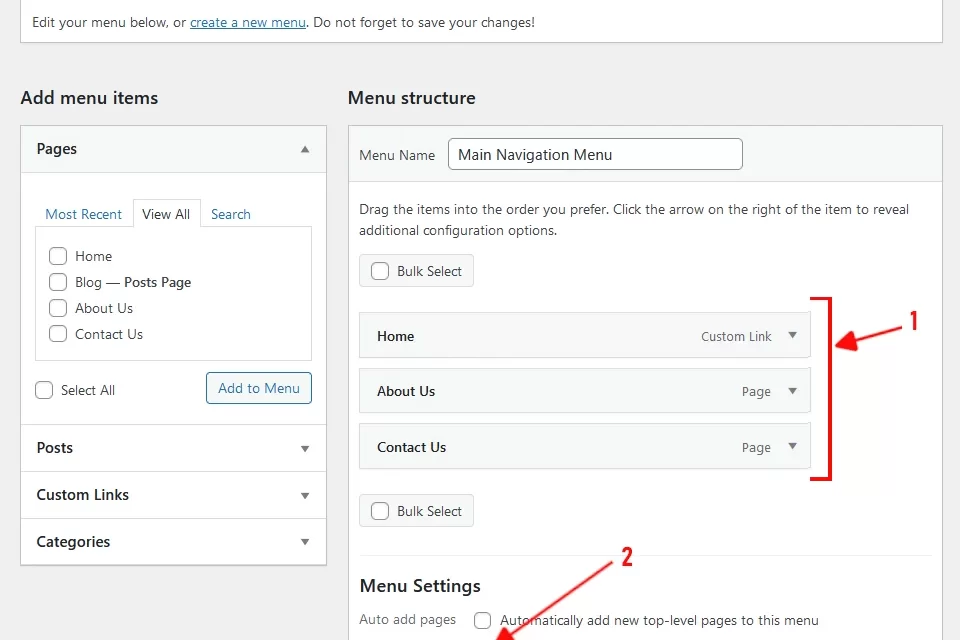 Edit your menu below, or create a new menu. Do not forget to save your changes!
Add menu items
Pages
Most Recent View All Search
Home
Blog — Posts Page
About Us
Contact Us
Select All Add to Menu
Posts
Custom Links
Categories
Menu structure
Menu Name Main Navigation Menu
Drag the items into the order you prefer. Click the arrow on the right of the item to reveal
additional configuration options.
Bulk Select
Home Custom Link
1
About Us Page
Contact Us Page
Bulk Select
2
Menu Settings
Auto add pages Automatically add new top-level pages to this menu